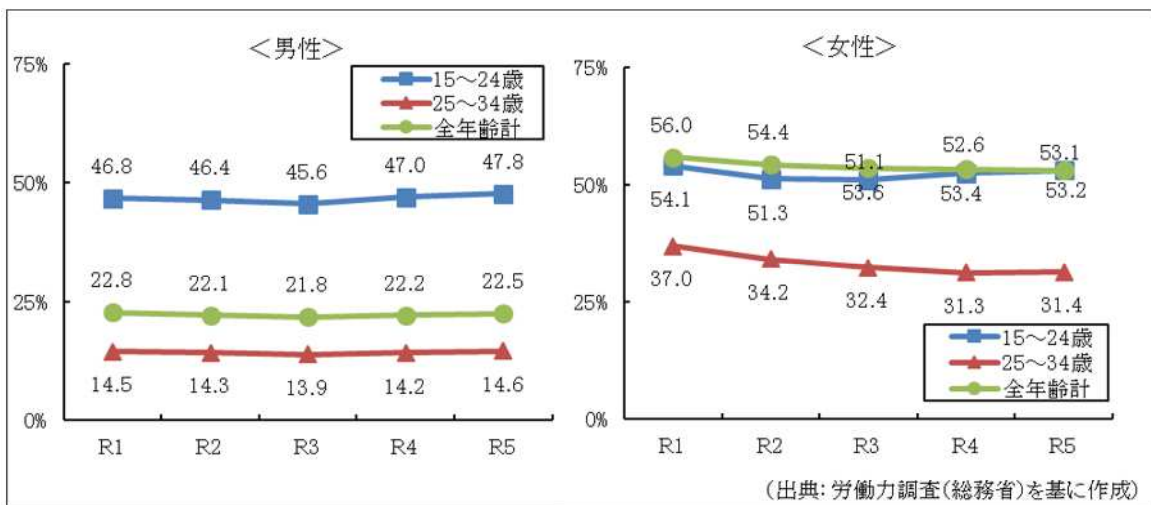 ＜男性＞
75%
50%
25%
0%
15～24歳
25～34歳
全年齢計
46.8 46.4 45.6 47.0 47.8
22.8 22.1 21.8 22.2 22.5
14.5 14.3 13.9 14.2 14.6
R1 R2 R3 R4 R5
＜女性＞
75%
50%
25%
0%
56.0 54.4 51.1 52.6 53.1
54.1 51.3 53.6 53.4 53.2
37.0 34.2 32.4 31.3 31.4
15～24歳
25～34歳
全年齢計
R1 R2 R3 R4 R5
（出典：労働力調査（総務省）を基に作成）